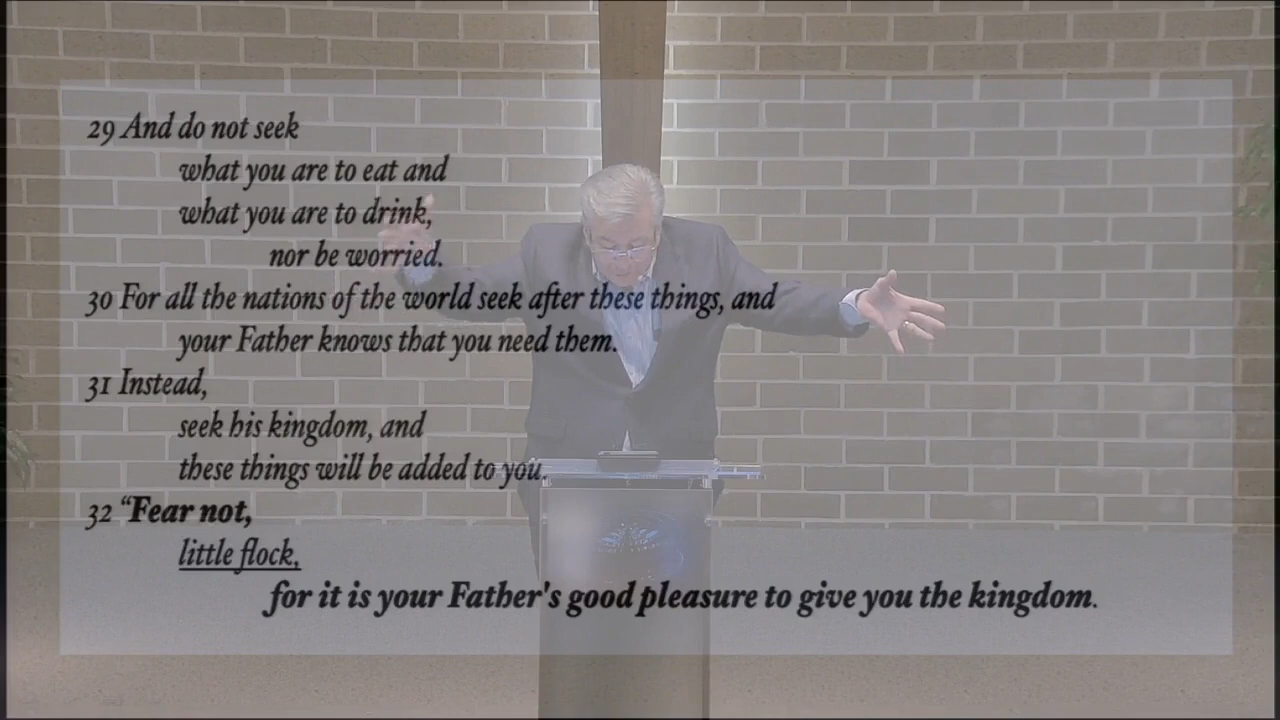 29 And do not seek
what you are to eat and
what you are to drink,
nor be worried.
30 For all the nations of the world seek after these things, and
your Father knows that you need them.
31 Instead,
seek his kingdom, and
these things will be added to you.
32 “Fear not,
little flock,
for it is your Father's good pleasure to give you the kingdom.